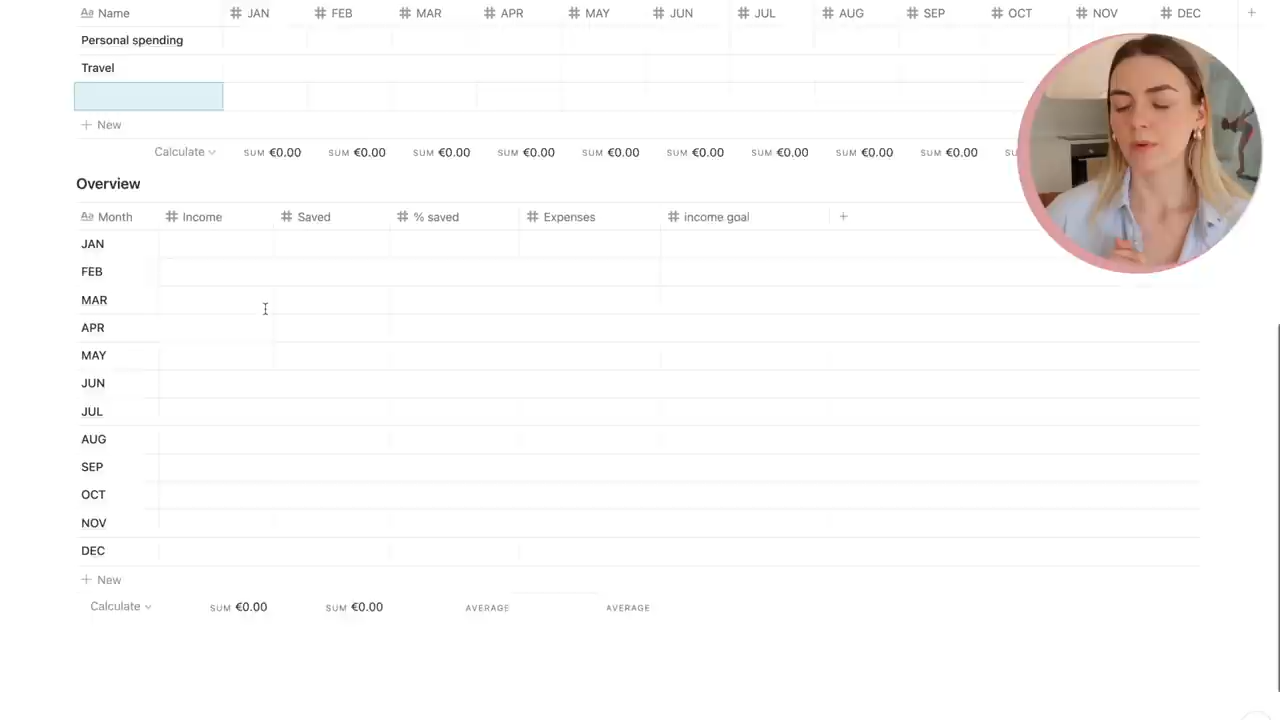 Aa Name # JAN # FEB # MAR # APR # MAY # JUN # JUL # AUG # SEP # OCT # NOV # DEC +
Personal spending
Travel
+ New
Calculate SUM €0.00 SUM €0.00 SUM €0.00 SUM €0.00 SUM €0.00 SUM €0.00 SUM €0.00 SUM €0.00 SUM €0.00
Overview
Aa Month # Income # Saved # % saved # Expenses # income goal +
JAN
FEB
MAR
APR
MAY
JUN
JUL
AUG
SEP
OCT
NOV
DEC
+ New
Calculate SUM €0.00 SUM €0.00 AVERAGE AVERAGE